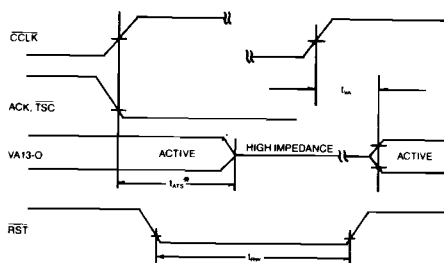 CCLK
ACK, TSC
VA13-O
ACTIVE
HIGH IMPEDANCE
ACTIVE
tATS*
RST